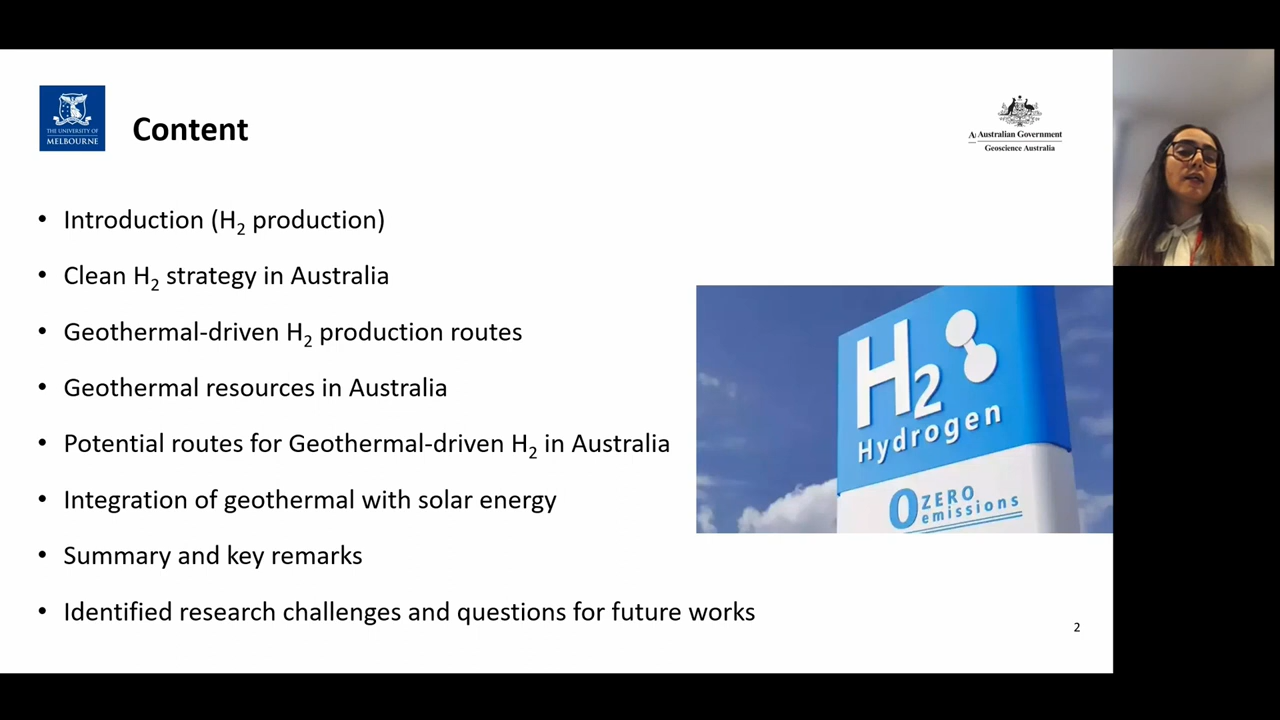 THE UNIVERSITY OF
MELBOURNE
Content
Australian Government
Geoscience Australia
• Introduction (H₂ production)
• Clean H₂ strategy in Australia
• Geothermal-driven H₂ production routes
• Geothermal resources in Australia
• Potential routes for Geothermal-driven H₂ in Australia
• Integration of geothermal with solar energy
• Summary and key remarks
• Identified research challenges and questions for future works
H₂
Hydrogen
0 ZERO
emissions
2